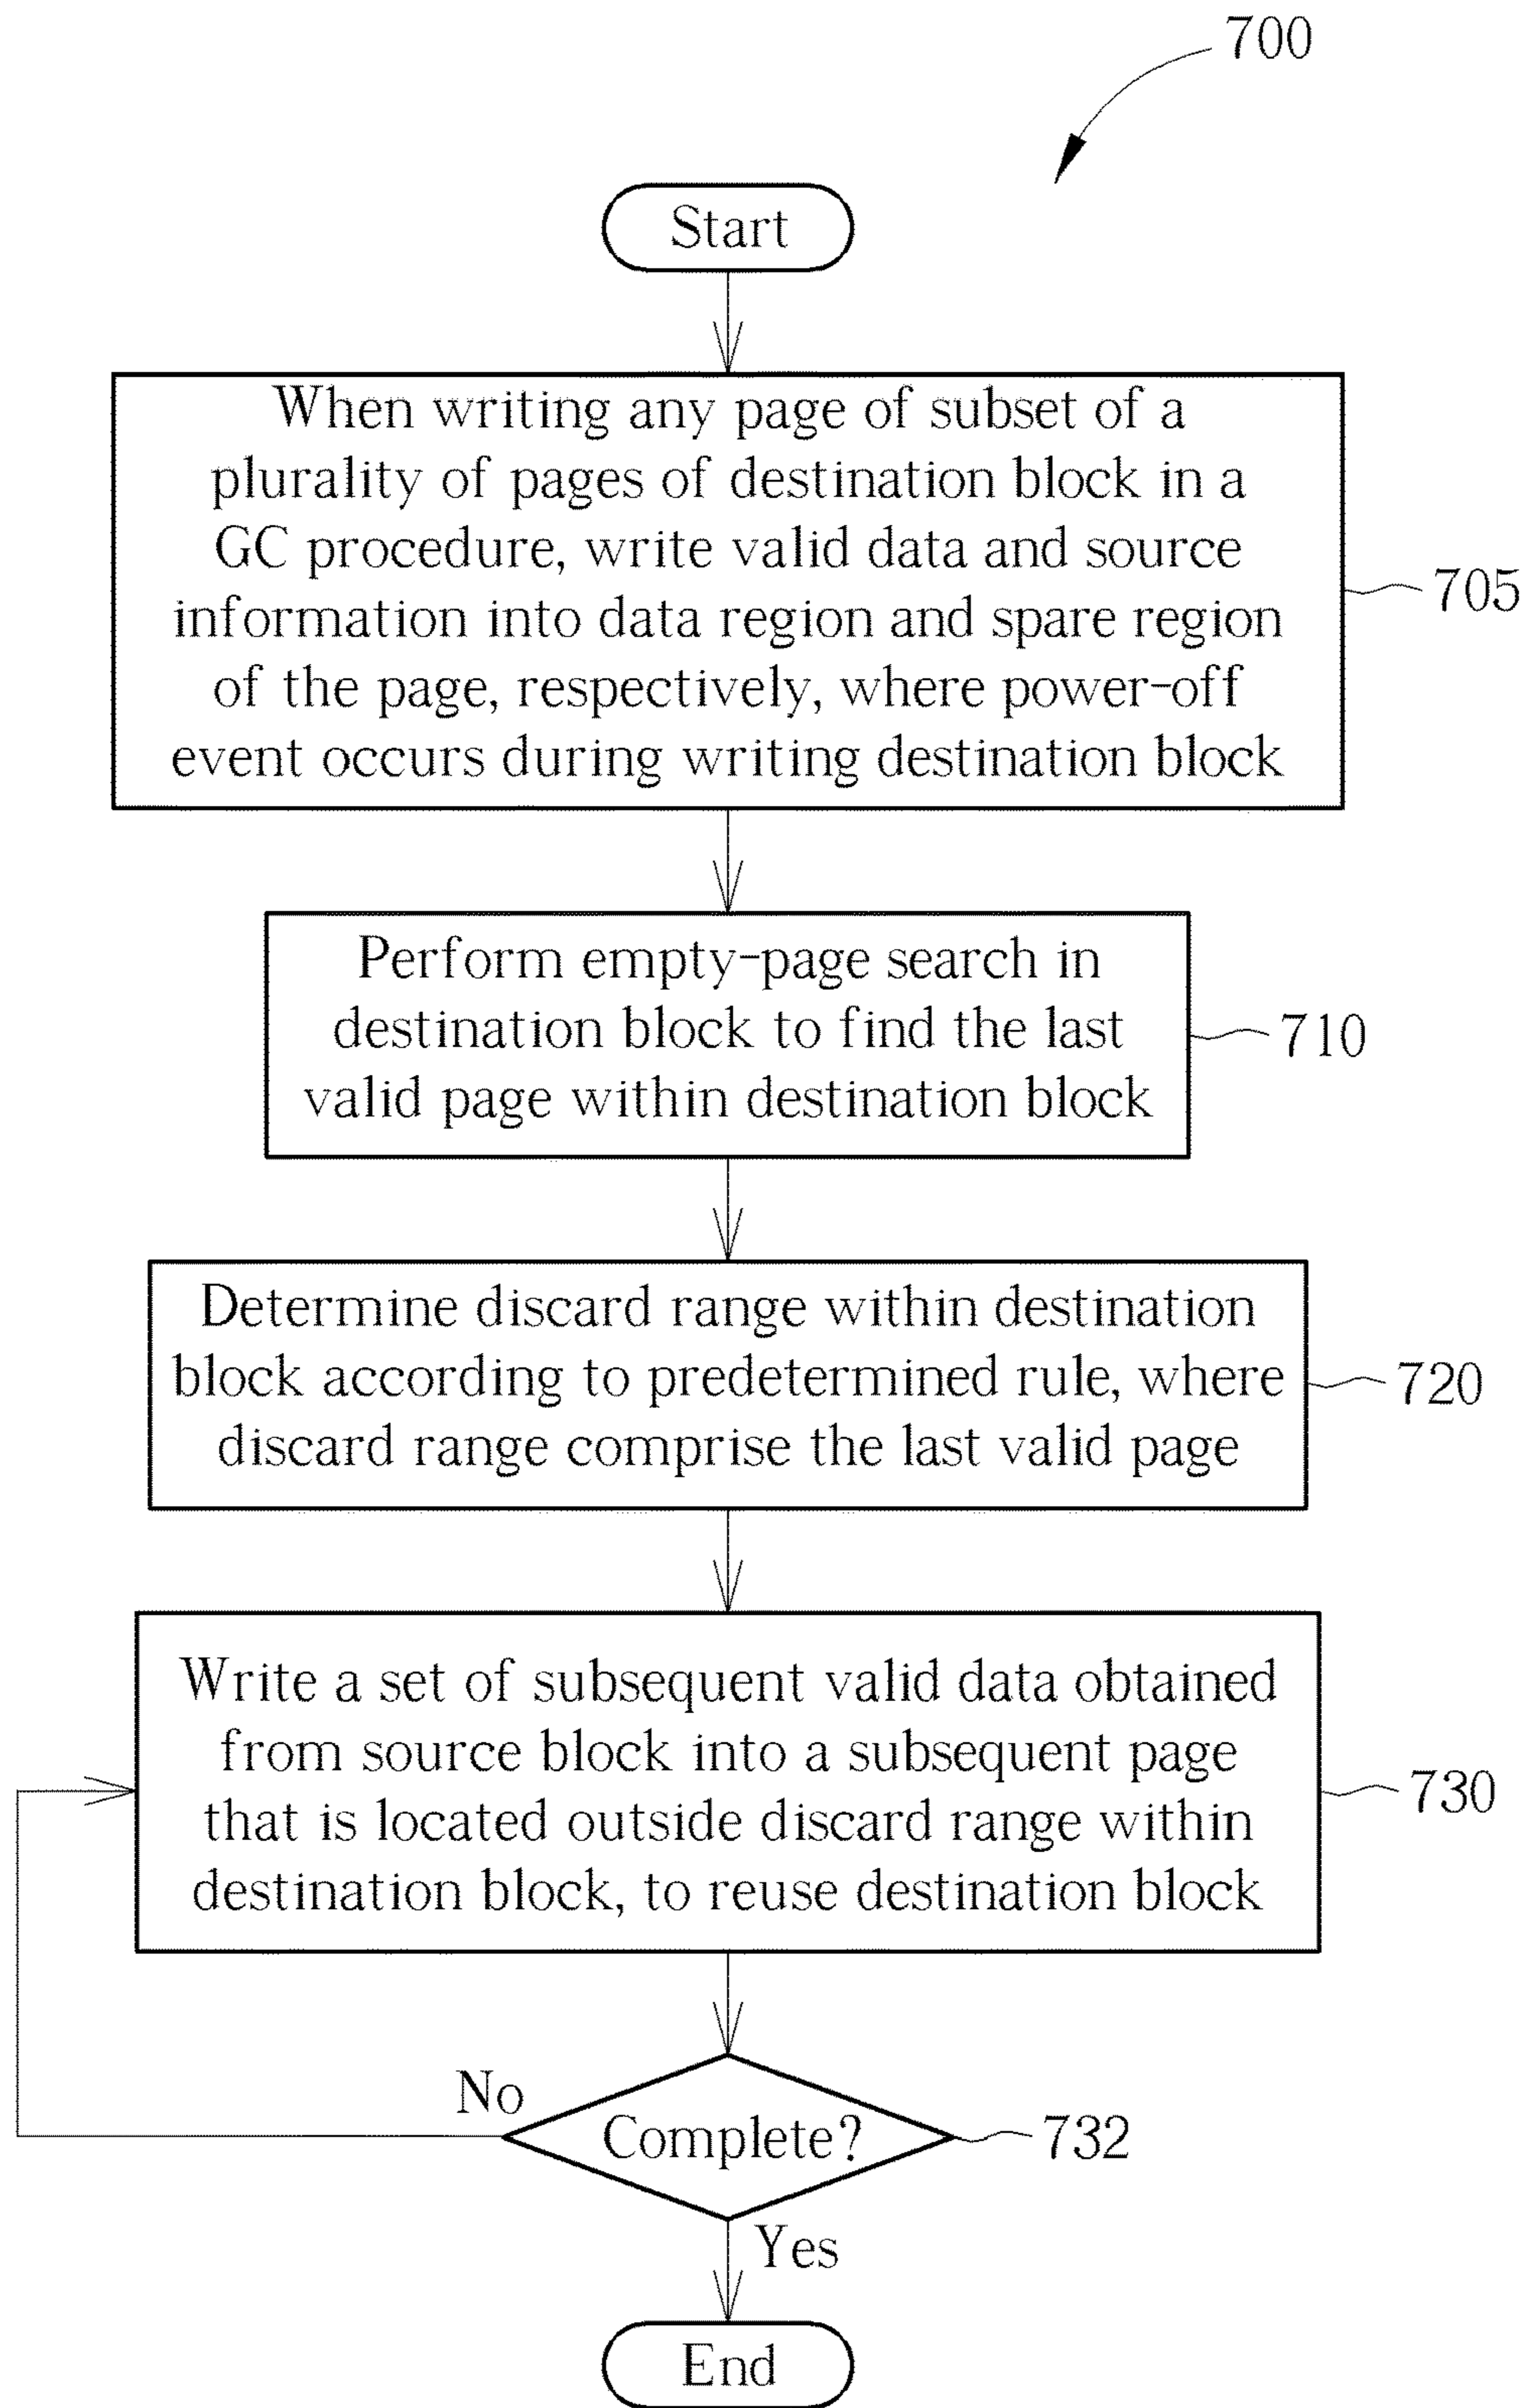 700
Start
When writing any page of subset of a
plurality of pages of destination block in a
GC procedure, write valid data and source
information into data region and spare region
of the page, respectively, where power-off
event occurs during writing destination block
705
Perform empty-page search in
destination block to find the last
valid page within destination block
710
Determine discard range within destination
block according to predetermined rule, where
discard range comprise the last valid page
720
Write a set of subsequent valid data obtained
from source block into a subsequent page
that is located outside discard range within
destination block, to reuse destination block
730
No
Complete?
732
Yes
End